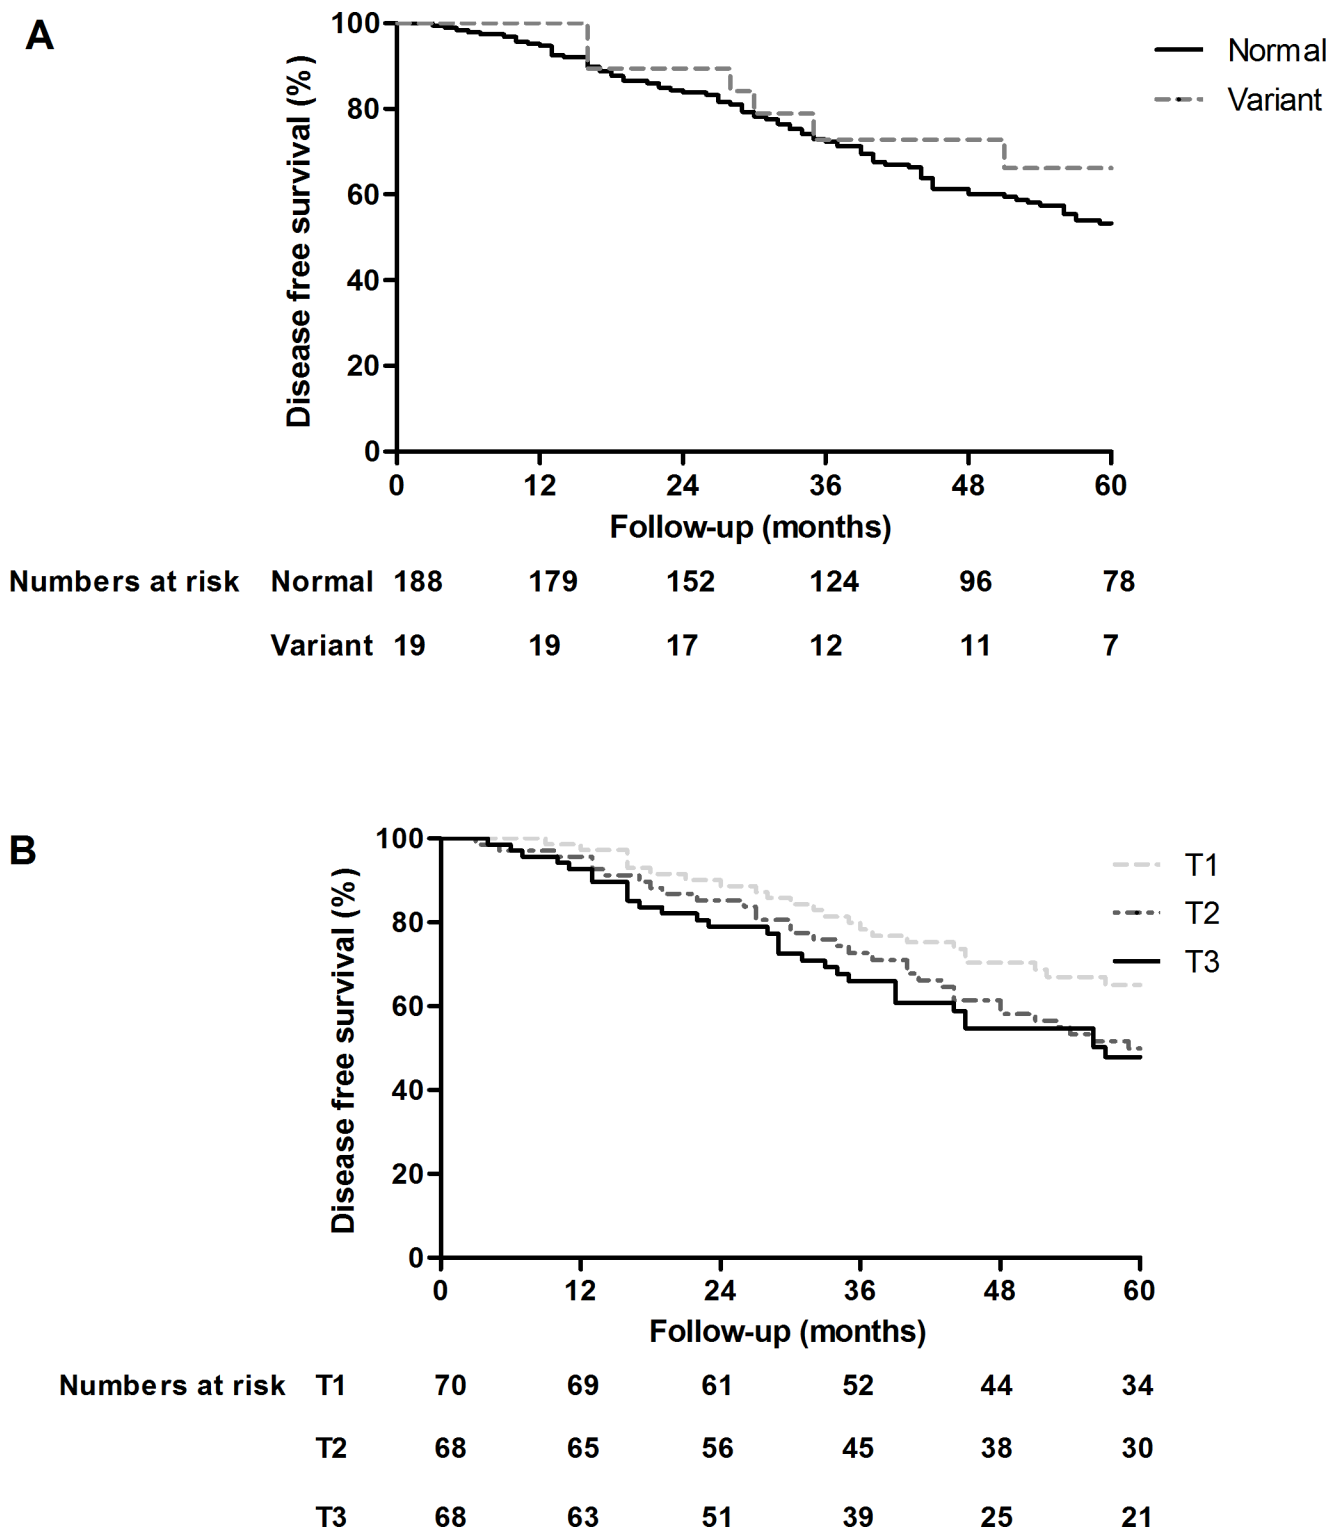 A
Disease free survival (%)
100
80
60
40
20
0
0 12 24 36 48 60
Follow-up (months)
Normal
Variant
Numbers at risk Normal 188 179 152 124 96 78
Variant 19 19 17 12 11 7
B
Disease free survival (%)
100
80
60
40
20
0
0 12 24 36 48 60
Follow-up (months)
T1
T2
T3
Numbers at risk T1 70 69 61 52 44 34
T2 68 65 56 45 38 30
T3 68 63 51 39 25 21